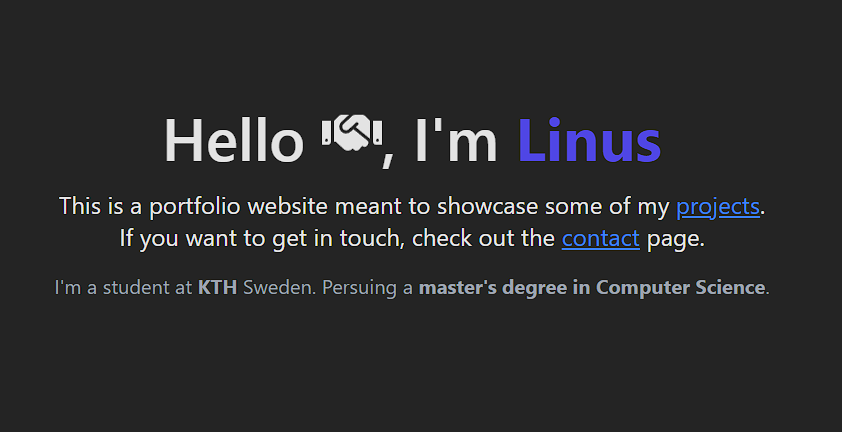 Hello , I'm Linus
This is a portfolio website meant to showcase some of my projects.
If you want to get in touch, check out the contact page.
I'm a student at KTH Sweden. Persuing a master's degree in Computer Science.